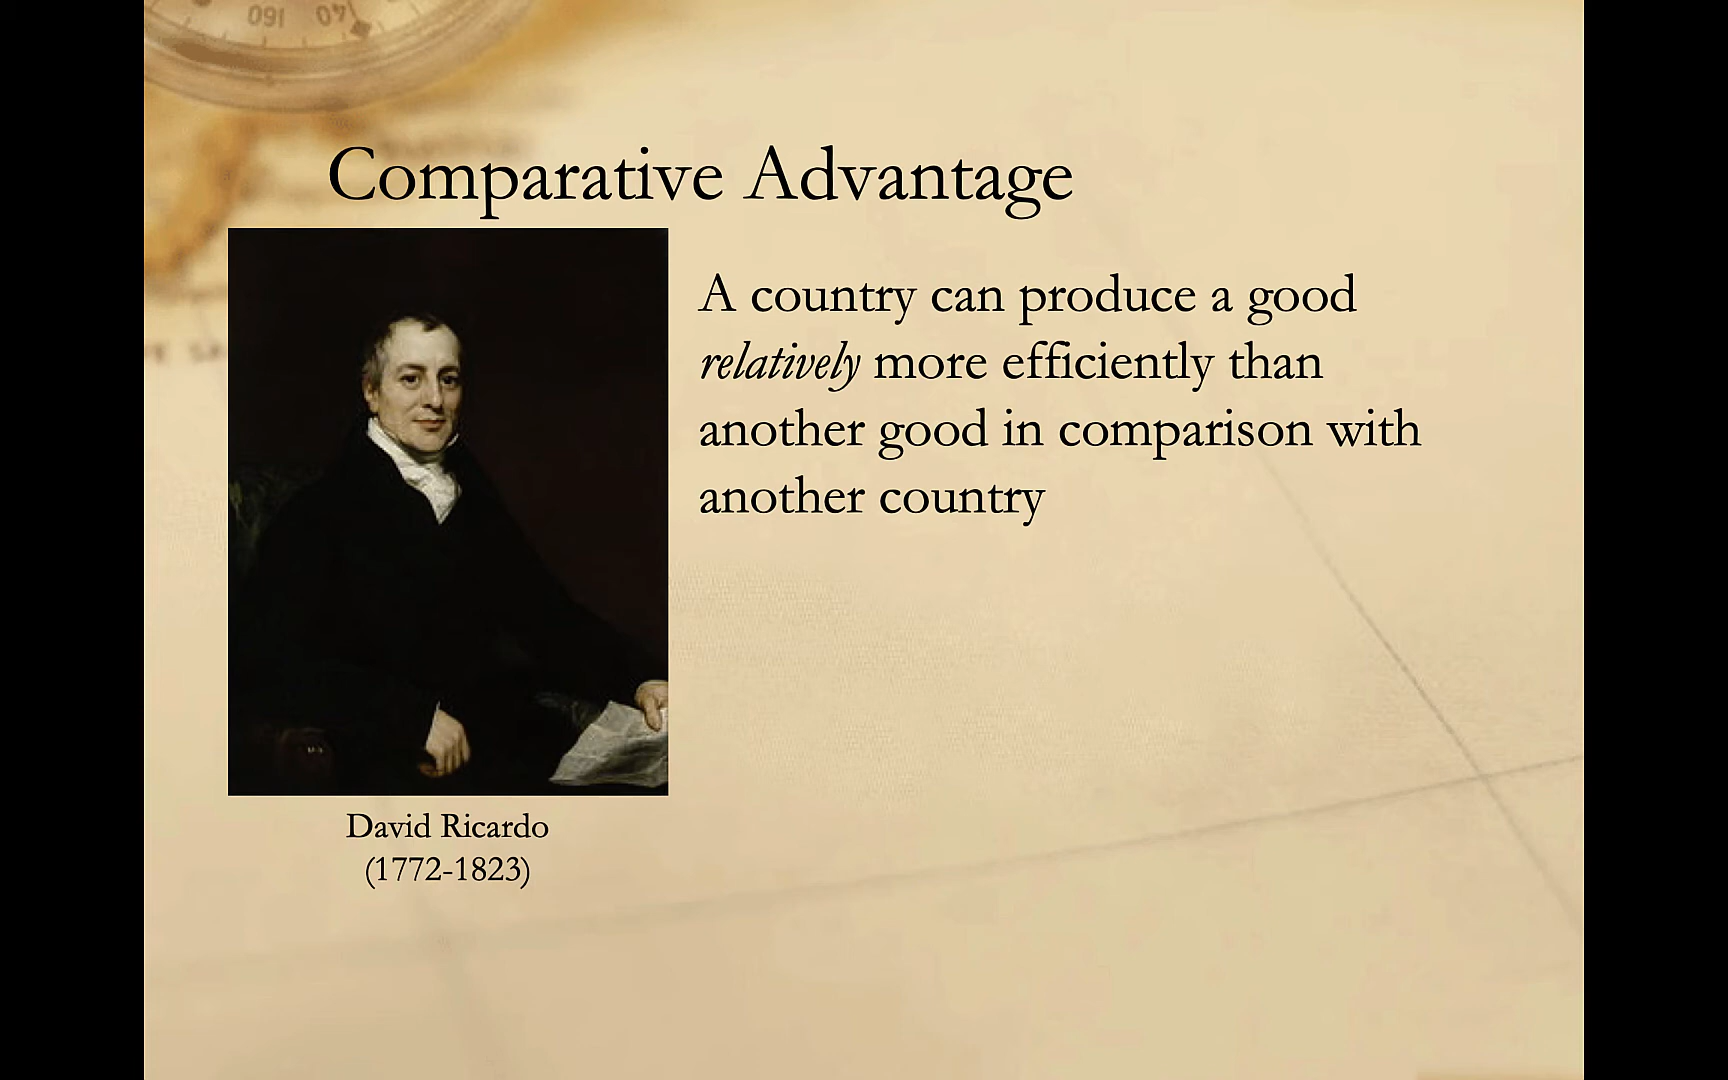 Comparative Advantage
A country can produce a good
relatively more efficiently than
another good in comparison with
another country
David Ricardo
(1772-1823)